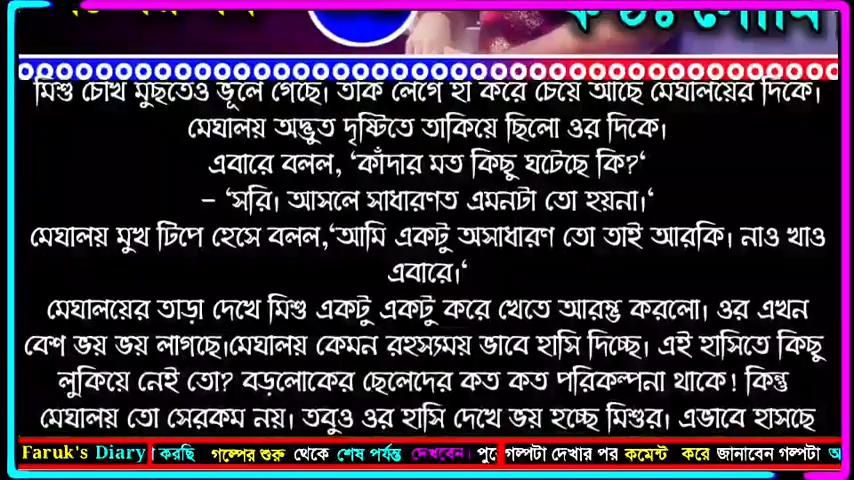 মিশু চোখ মুছতেও ভূলে গেছে। তাক লেগে হা করে চেয়ে আছে মেঘালয়ের দিকে।
মেঘালয় অদ্ভুত দৃষ্টিতে তাকিয়ে ছিলো ওর দিকে।
এবারে বলল, ‘কাঁদার মত কিছু ঘটেছে কি?‘
– ‘সরি। আসলে সাধারণত এমনটা তো হয়না।‘
মেঘালয় মুখ টিপে হেসে বলল,‘আমি একটু অসাধারণ তো তাই আরকি। নাও খাও
এবারে।‘
মেঘালয়ের তাড়া দেখে মিশু একটু একটু করে খেতে আরম্ভ করলো। ওর এখন
বেশ ভয় ভয় লাগছে।মেঘালয় কেমন রহস্যময় ভাবে হাসি দিচ্ছে। এই হাসিতে কিছু
লুকিয়ে নেই তো? বড়লোকের ছেলেদের কত কত পরিকল্পনা থাকে! কিন্তু
মেঘালয় তো সেরকম নয়। তবুও ওর হাসি দেখে ভয় হচ্ছে মিশুর। এভাবে হাসছে
Faruk's Diary করছি গল্পের শুরু থেকে শেষ পর্যন্ত দেখবেন। গল্পটা দেখার পর কমেন্ট করে জানাবেন গল্পটা